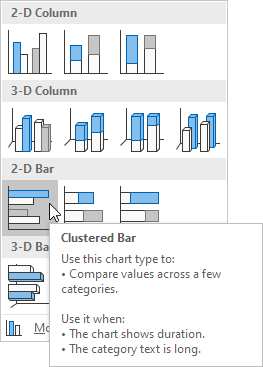 2-D Column
3-D Column
2-D Bar
Clustered Bar
3-D Ba
Use this chart type to:
• Compare values across a few
categories.
Use it when:
• The chart shows duration.
• The category text is long.